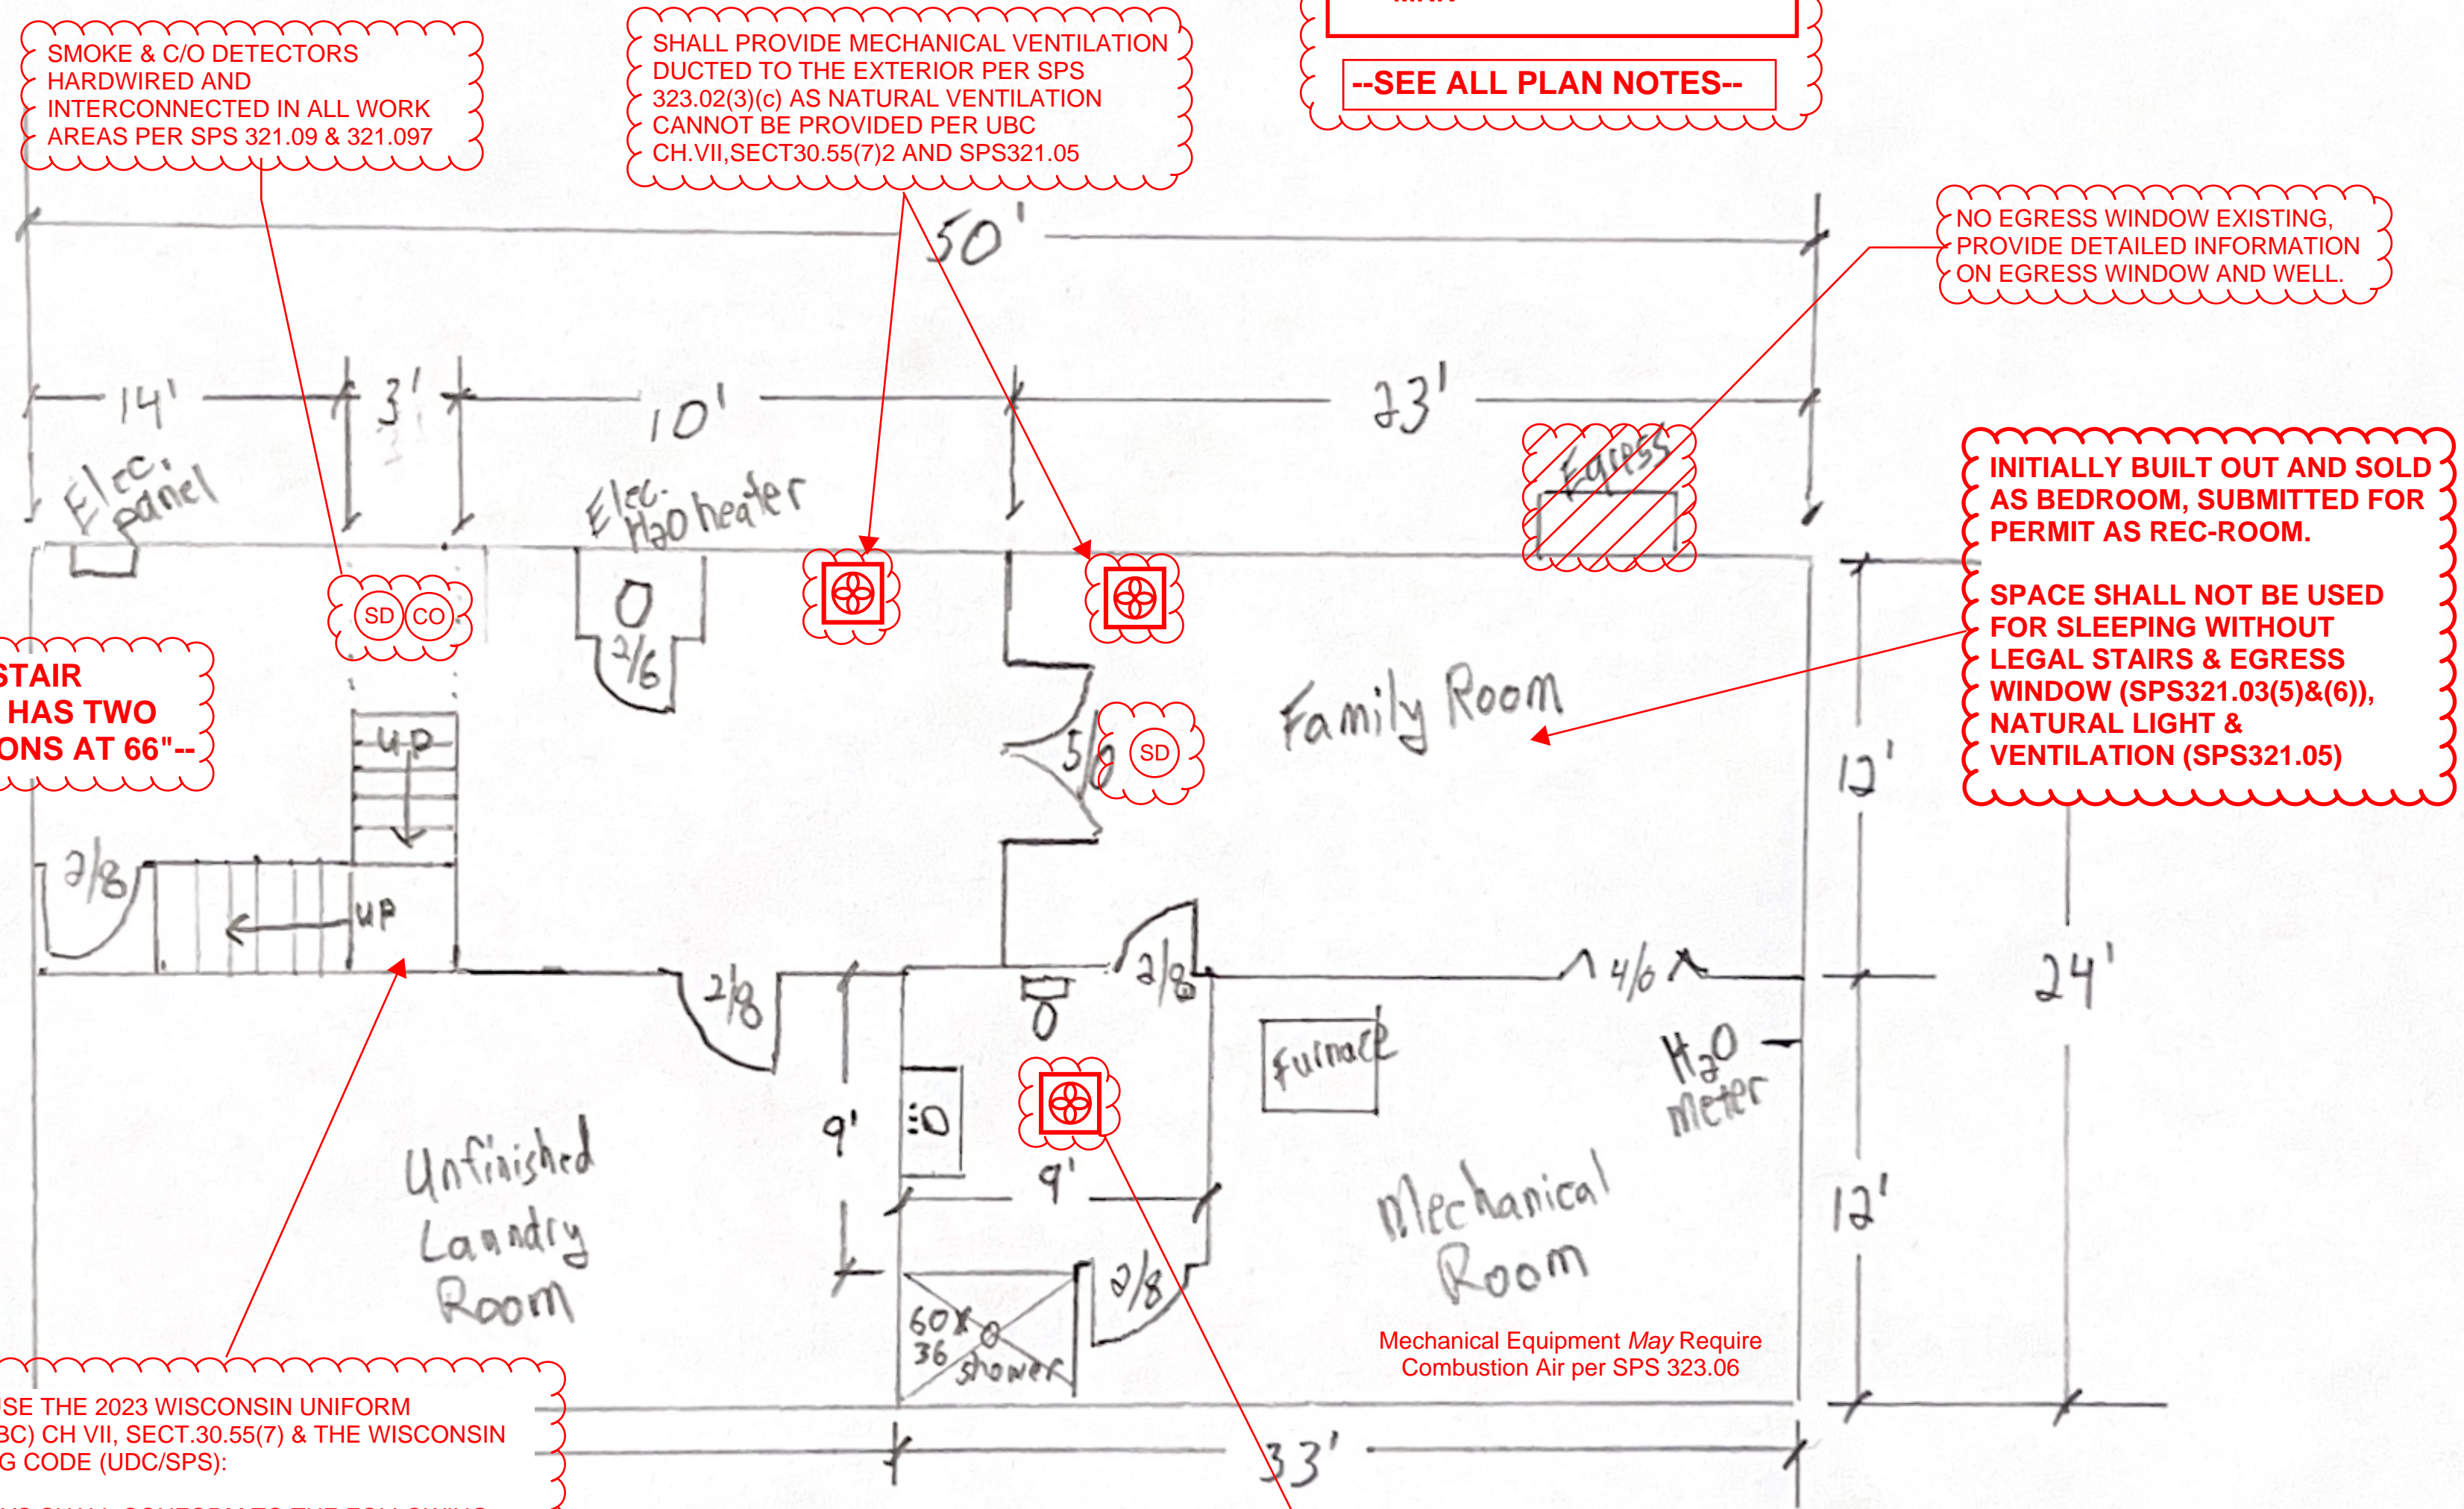 SMOKE & C/O DETECTORS
HARDWIRED AND
INTERCONNECTED IN ALL WORK
AREAS PER SPS 321.09 & 321.097
SHALL PROVIDE MECHANICAL VENTILATION
DUCTED TO THE EXTERIOR PER SPS
323.02(3)(c) AS NATURAL VENTILATION
CANNOT BE PROVIDED PER UBC
CH.VII,SECT30.55(7)2 AND SPS321.05
--SEE ALL PLAN NOTES--
NO EGRESS WINDOW EXISTING,
PROVIDE DETAILED INFORMATION
ON EGRESS WINDOW AND WELL.
50'
14'
3'
10'
23'
Elec.
panel
Elec.
H2O heater
Egress
INITIALLY BUILT OUT AND SOLD
AS BEDROOM, SUBMITTED FOR
PERMIT AS REC-ROOM.
SPACE SHALL NOT BE USED
FOR SLEEPING WITHOUT
LEGAL STAIRS & EGRESS
WINDOW (SPS321.03(5)&(6)),
NATURAL LIGHT &
VENTILATION (SPS321.05)
SD CO
2/6
STAIR
HAS TWO
ONS AT 66"--
UP
5/0
SD
Family Room
12'
2/8
UP
2/8
2/8
4/6
24'
Furnace
H2O
Meter
9'
9'
Unfinished
Laundry
Room
Mechanical
Room
12'
2/8
60x
36
shower
Mechanical Equipment May Require
Combustion Air per SPS 323.06
SE THE 2023 WISCONSIN UNIFORM
BC) CH VII, SECT.30.55(7) & THE WISCONSIN
G CODE (UDC/SPS):
33'